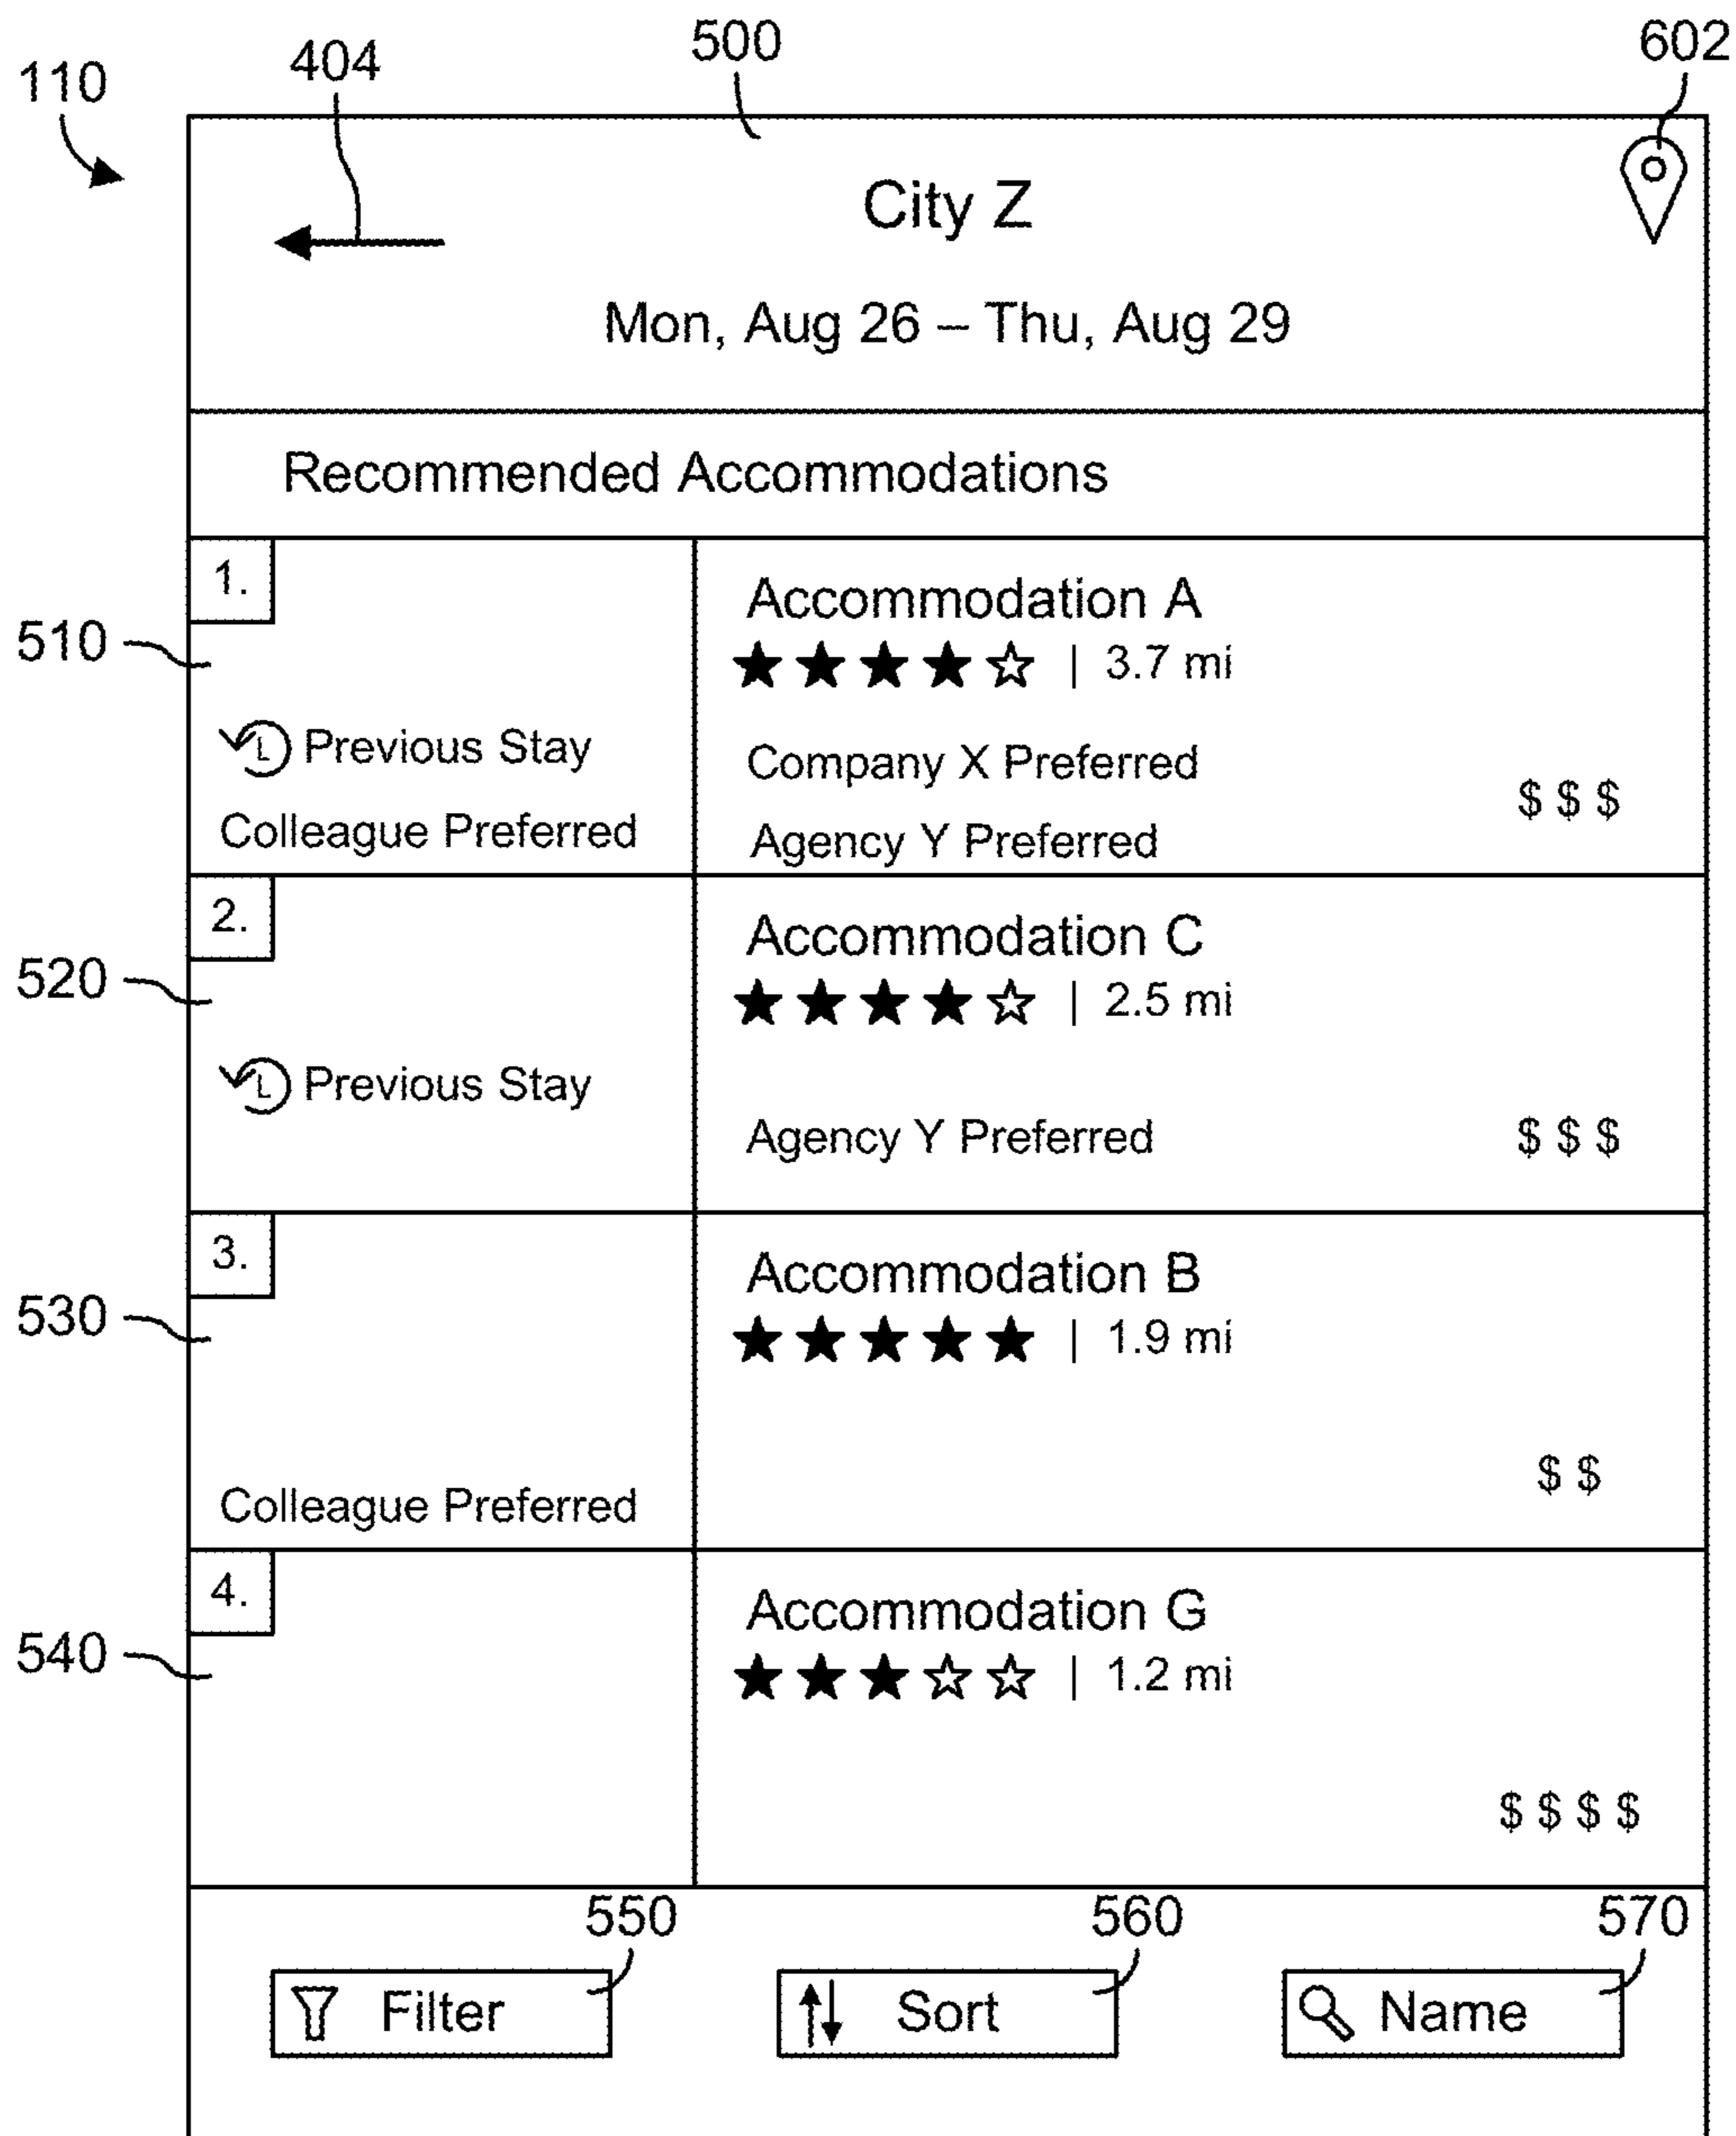 110
404
500
602
City Z
Mon, Aug 26 – Thu, Aug 29
Recommended Accommodations
510
1.
Previous Stay
Colleague Preferred
Accommodation A
★★★★☆ | 3.7 mi
Company X Preferred
Agency Y Preferred
$ $ $
520
2.
Previous Stay
Accommodation C
★★★★☆ | 2.5 mi
Agency Y Preferred
$ $ $
530
3.
Colleague Preferred
Accommodation B
★★★★★ | 1.9 mi
$ $
540
4.
Accommodation G
★★★☆☆ | 1.2 mi
$ $ $ $
550
560
570
Filter
Sort
Name